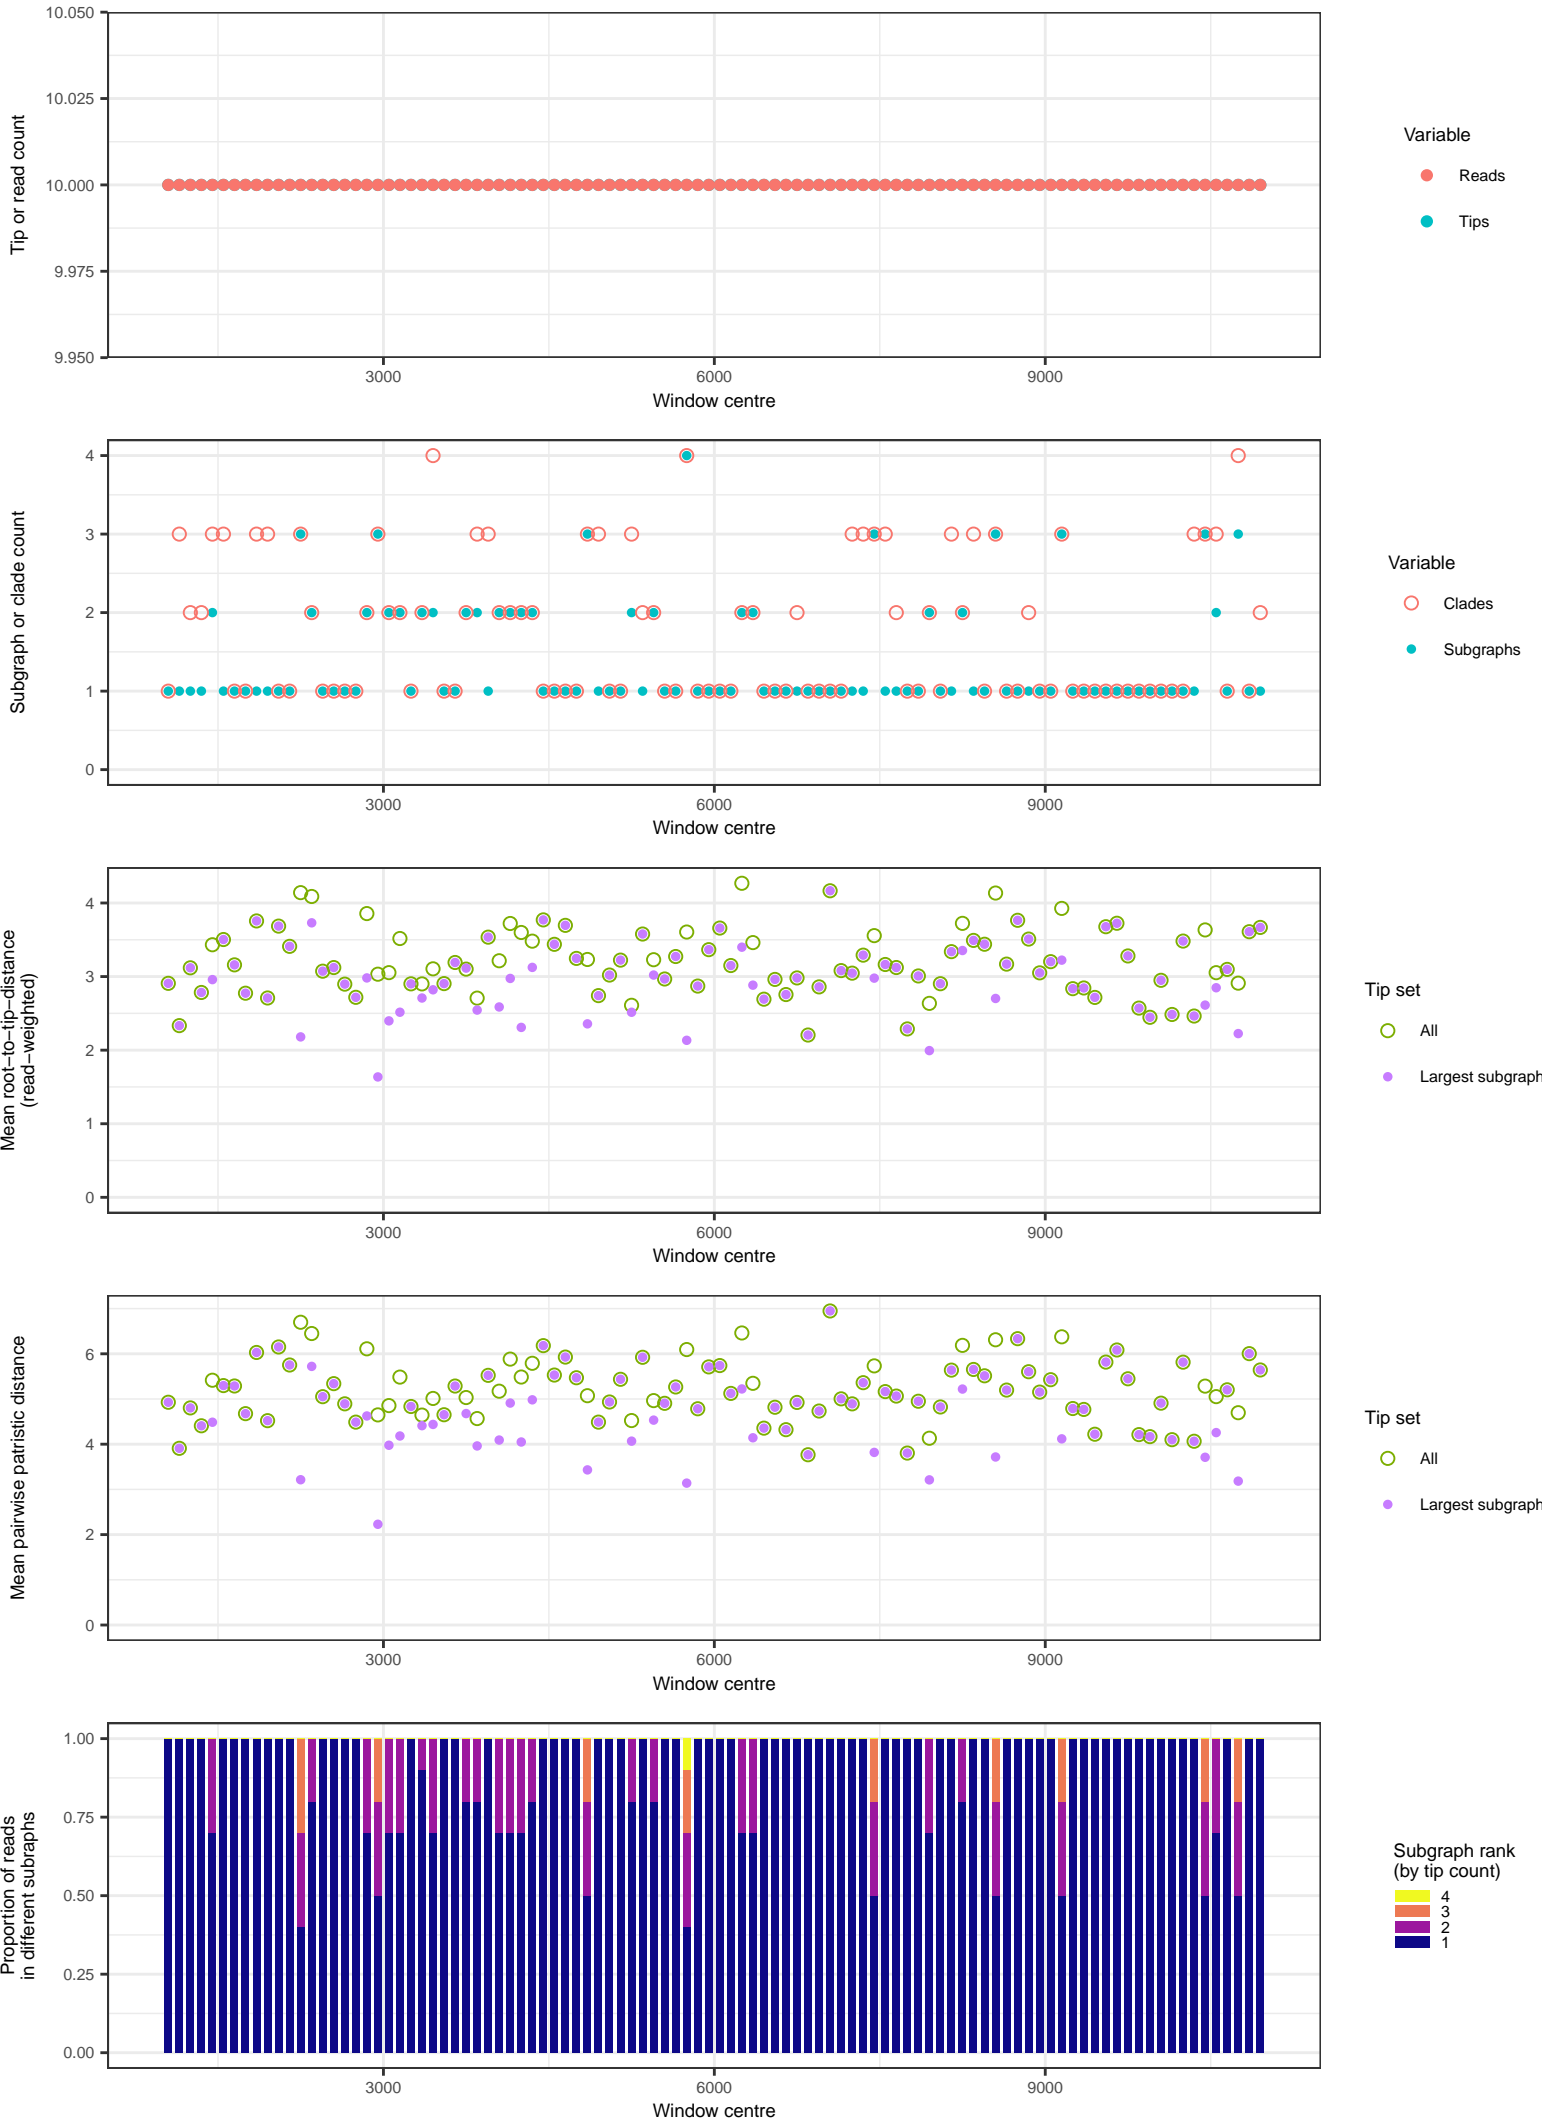 10.050
10.025
10.000
9.975
9.950
Tip or read count
3000 6000 9000
Window centre
Variable
Reads
Tips
4
3
2
1
0
Subgraph or clade count
3000 6000 9000
Window centre
Variable
Clades
Subgraphs
4
3
2
1
0
Mean root−to−tip−distance
(read−weighted)
3000 6000 9000
Window centre
Tip set
All
Largest subgraph
6
4
2
0
Mean pairwise patristic distance
3000 6000 9000
Window centre
Tip set
All
Largest subgraph
1.00
0.75
0.50
0.25
0.00
Proportion of reads
in different subraphs
3000 6000 9000
Window centre
Subgraph rank
(by tip count)
4
3
2
1